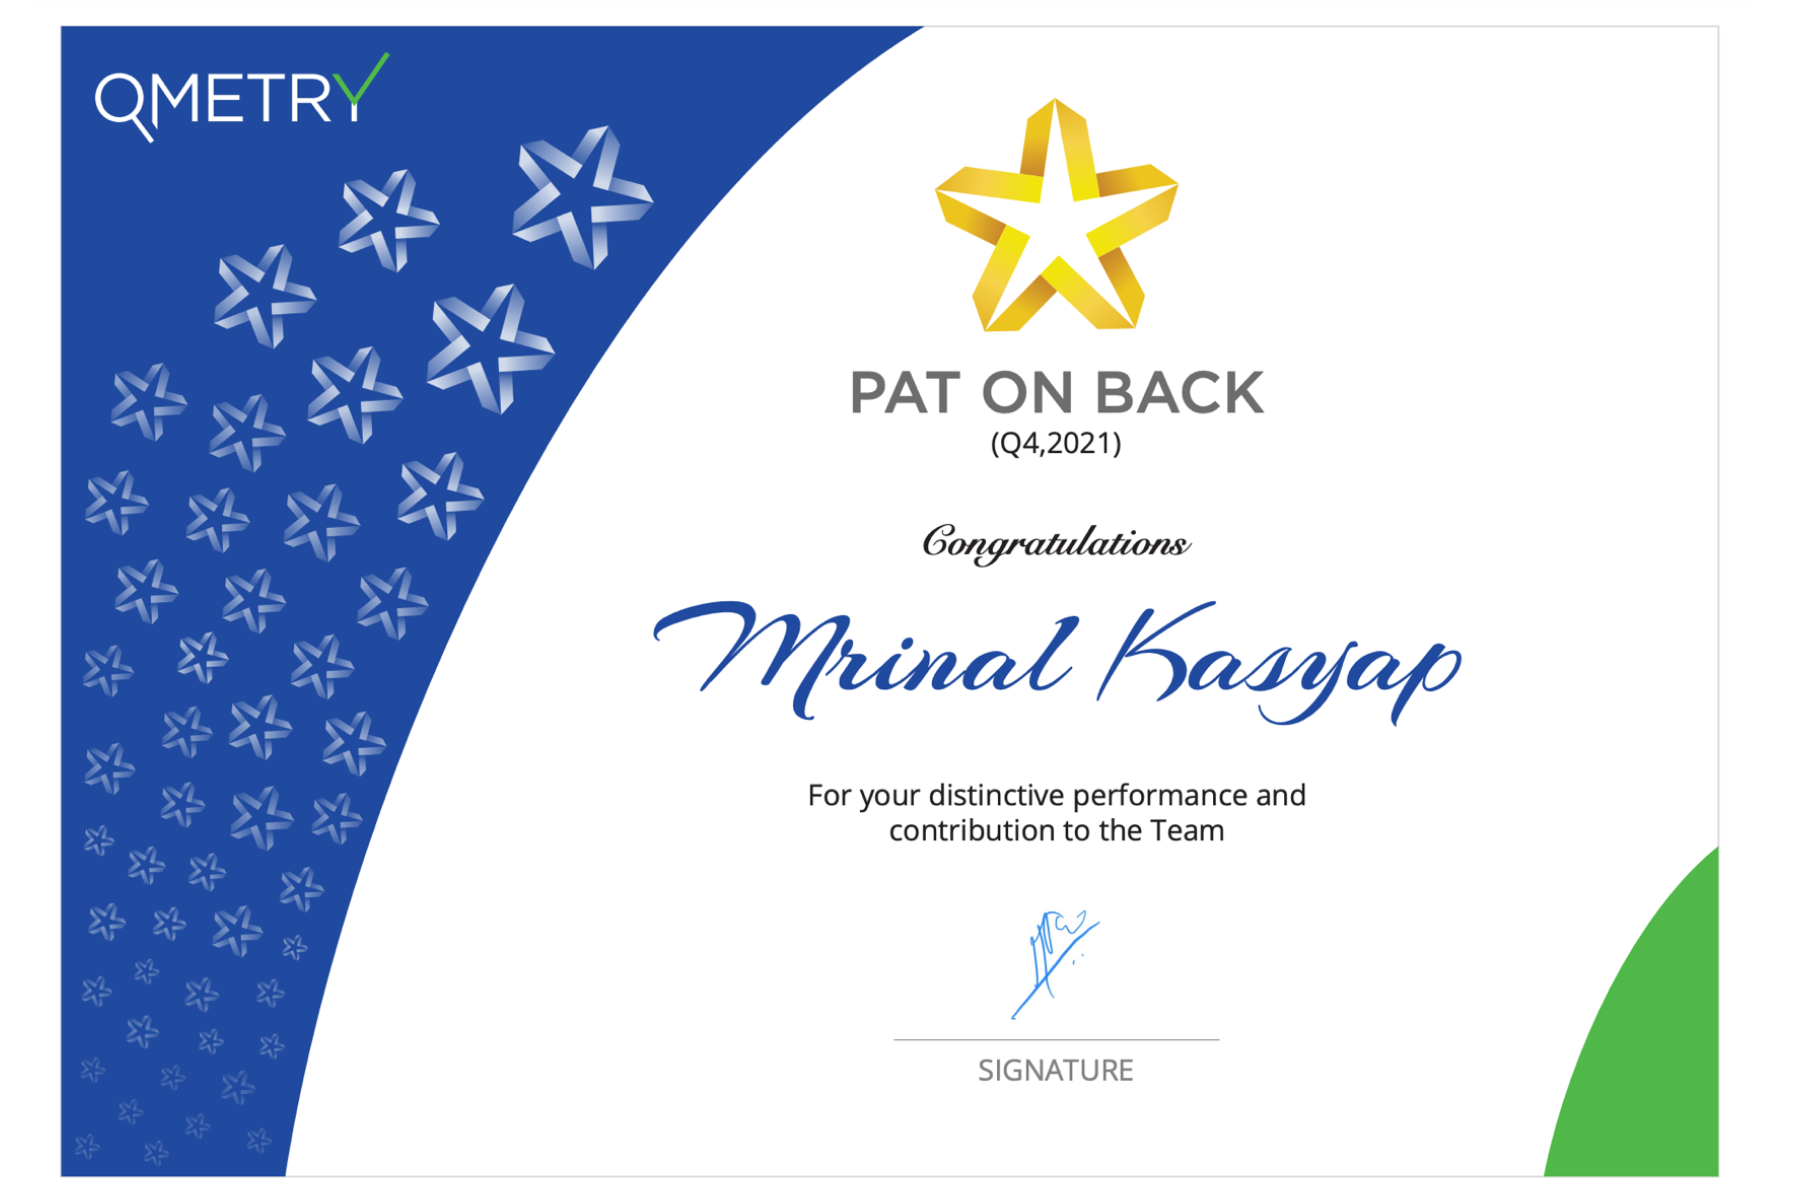 QMETRY
PAT ON BACK
(Q4,2021)
Congratulations
Mrinal Kasyap
For your distinctive performance and
contribution to the Team
SIGNATURE